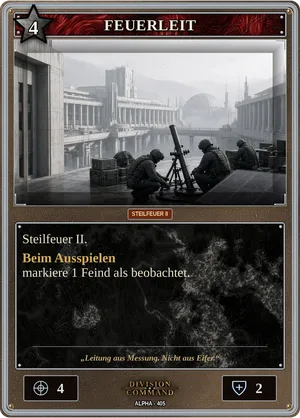 4
FEUERLEIT
STEILFEUER II
Steilfeuer II.
Beim Ausspielen
markiere 1 Feind als beobachtet.
„Leitung aus Messung. Nicht aus Eifer."
4
DIVISION
COMMAND
ALPHA - 405
2